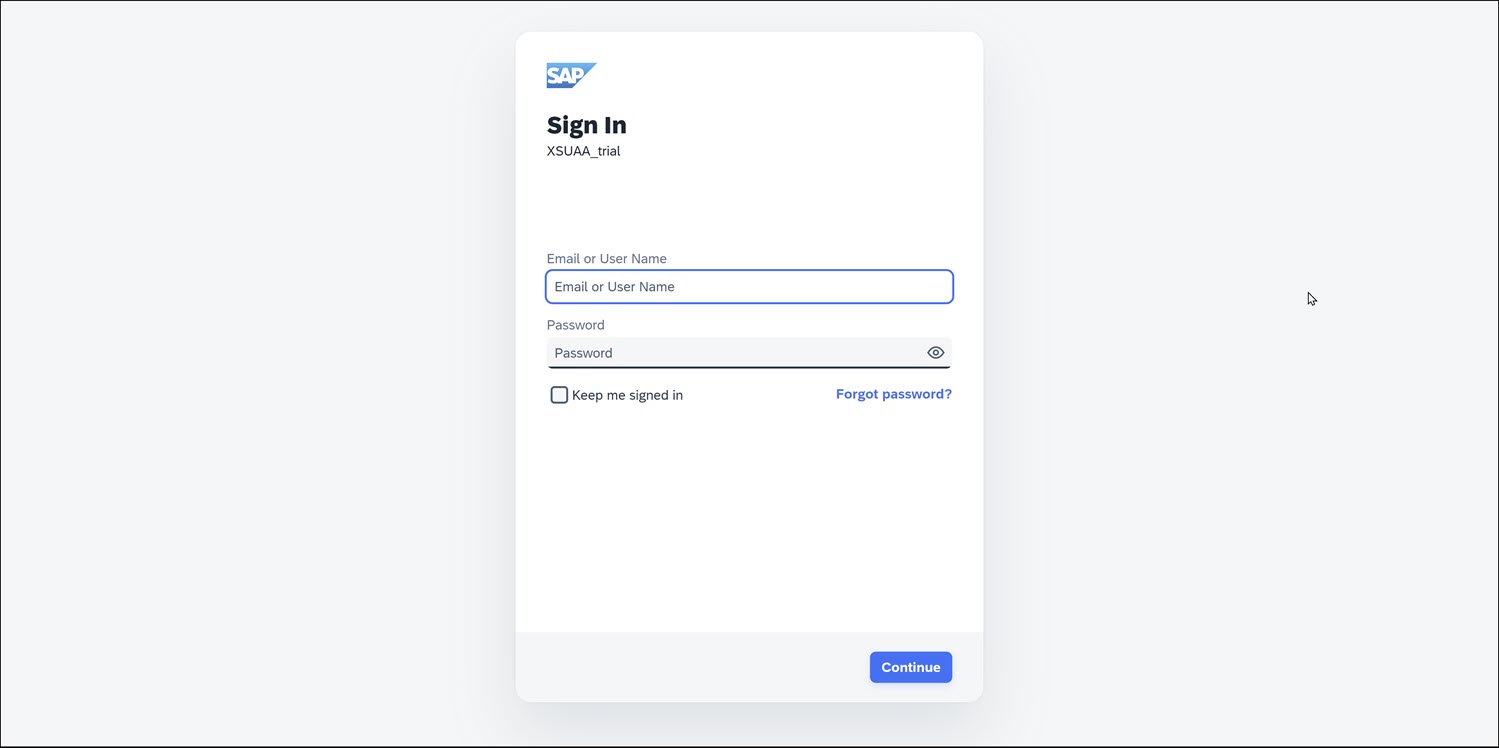 SAP
Sign In
XSUAA_trial
Email or User Name
Email or User Name
Password
Password
Keep me signed in Forgot password?
Continue